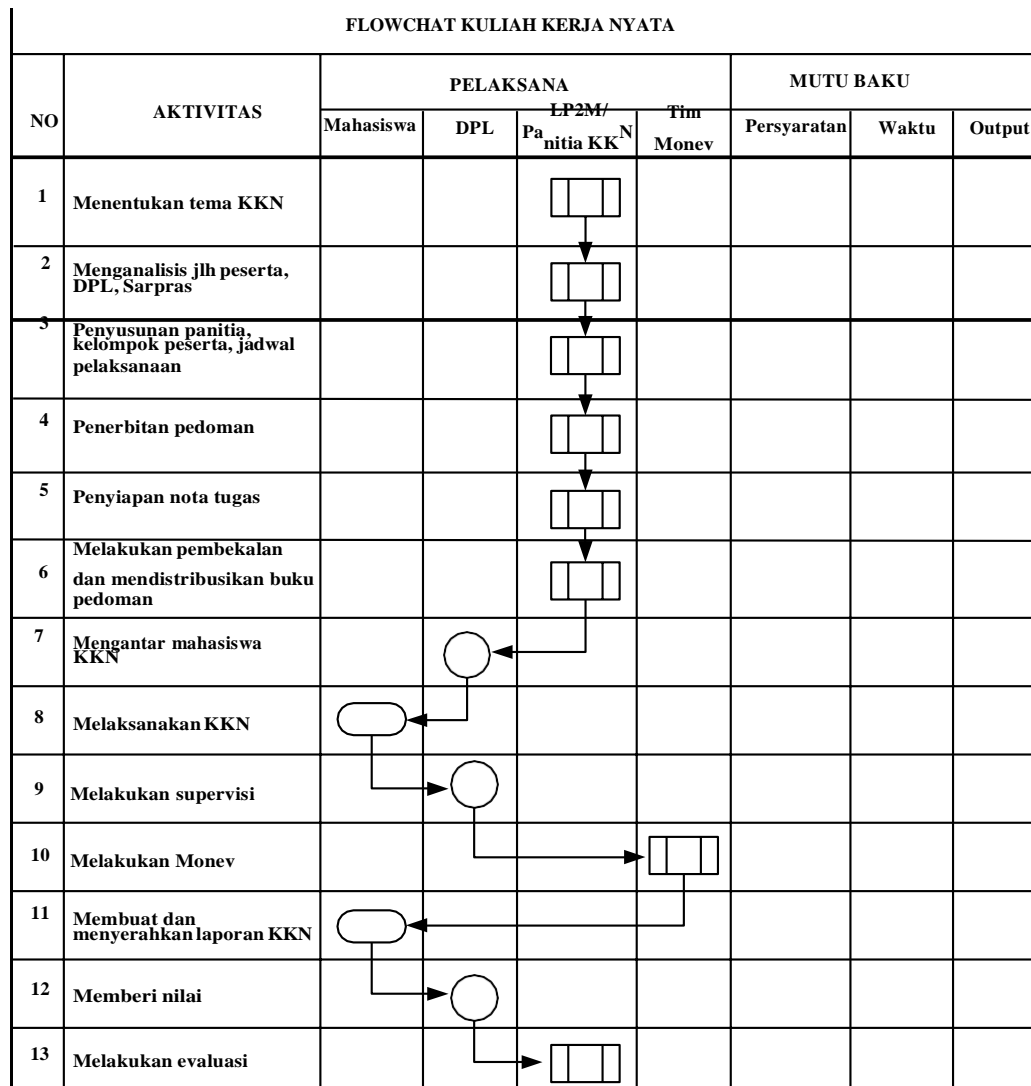 FLOWCHAT KULIAH KERJA NYATA
NO
AKTIVITAS
PELAKSANA
MUTU BAKU
Mahasiswa
DPL
LP2M/
Panitia KKN
Tim
Monev
Persyaratan
Waktu
Output
1
Menentukan tema KKN
2
Menganalisis jlh peserta,
DPL, Sarpras
3
Penyusunan panitia,
kelompok peserta, jadwal
pelaksanaan
4
Penerbitan pedoman
5
Penyiapan nota tugas
6
Melakukan pembekalan
dan mendistribusikan buku
pedoman
7
Mengantar mahasiswa
KKN
8
Melaksanakan KKN
9
Melakukan supervisi
10
Melakukan Monev
11
Membuat dan
menyerahkan laporan KKN
12
Memberi nilai
13
Melakukan evaluasi